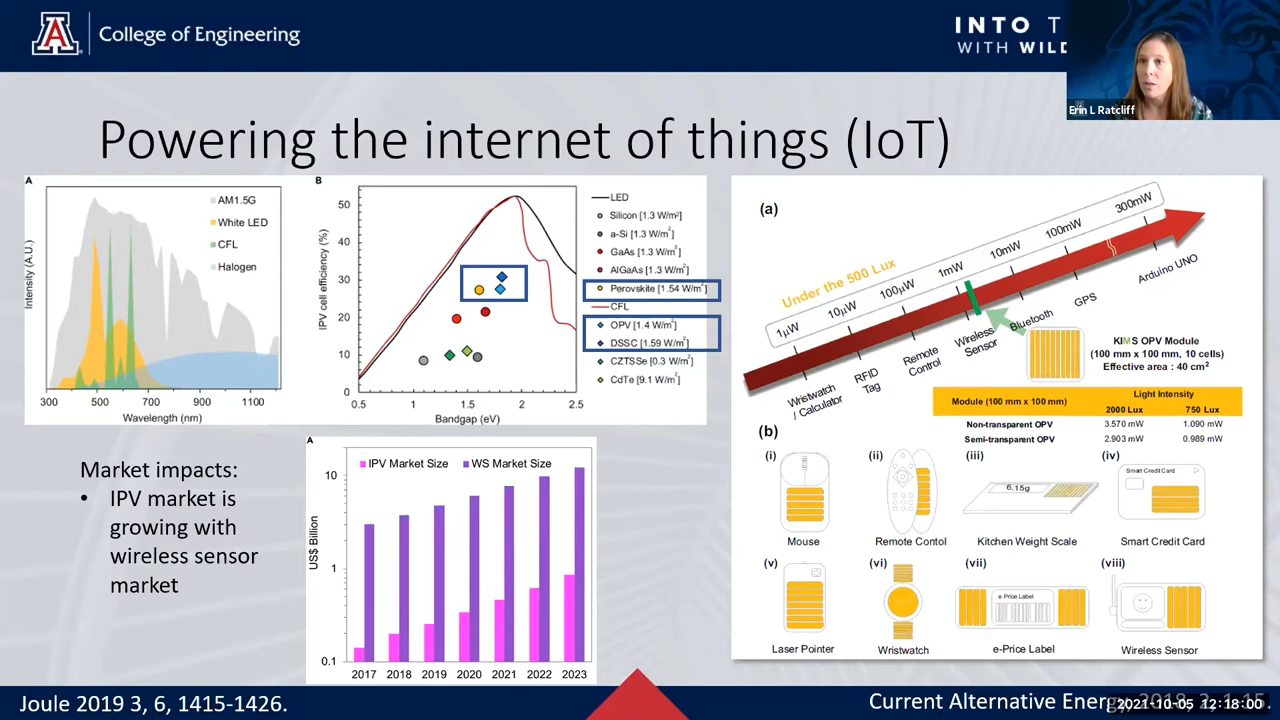 College of Engineering
INTO T
WITH WILD
Erin L Ratcliff
Powering the internet of things (IoT)
A
AM1.5G
White LED
CFL
Halogen
Intensity (A.U.)
300 500 700 900 1100
Wavelength (nm)
B
50
40
30
20
10
0
IPV cell efficiency (%)
0.5 1 1.5 2 2.5
Bandgap (eV)
LED
Silicon [1.3 W/m²]
a-Si [1.3 W/m²]
GaAs [1.3 W/m²]
AlGaAs [1.3 W/m²]
Perovskite [1.54 W/m²]
CFL
OPV [1.4 W/m²]
DSSC [1.59 W/m²]
CZTSSe [0.3 W/m²]
CdTe [9.1 W/m²]
Market impacts:
• IPV market is
growing with
wireless sensor
market
A
IPV Market Size WS Market Size
10
1
0.1
US$ Billion
2017 2018 2019 2020 2021 2022 2023
(a)
Under the 500 Lux
1μW 10μW 100μW 1mW 10mW 100mW 300mW
Wristwatch
/ Calculator
RFID
Tag
Remote
Control
Wireless
Sensor
Bluetooth
GPS
Arduino UNO
KIMS OPV Module
(100 mm x 100 mm, 10 cells)
Effective area : 40 cm²
Module (100 mm x 100 mm) Light Intensity
2000 Lux 750 Lux
Non-transparent OPV 3.570 mW 1.090 mW
Semi-transparent OPV 2.903 mW 0.989 mW
(b)
(i) (ii) (iii) (iv)
6.15g
Smart Credit Card
Mouse Remote Contol Kitchen Weight Scale Smart Credit Card
(v) (vi) (vii) (viii)
e Price Label
Laser Pointer Wristwatch e-Price Label Wireless Sensor
Joule 2019 3, 6, 1415-1426.
Current Alternative Energy, 2018, 2, 1-15.
2021-10-05 12:18:00